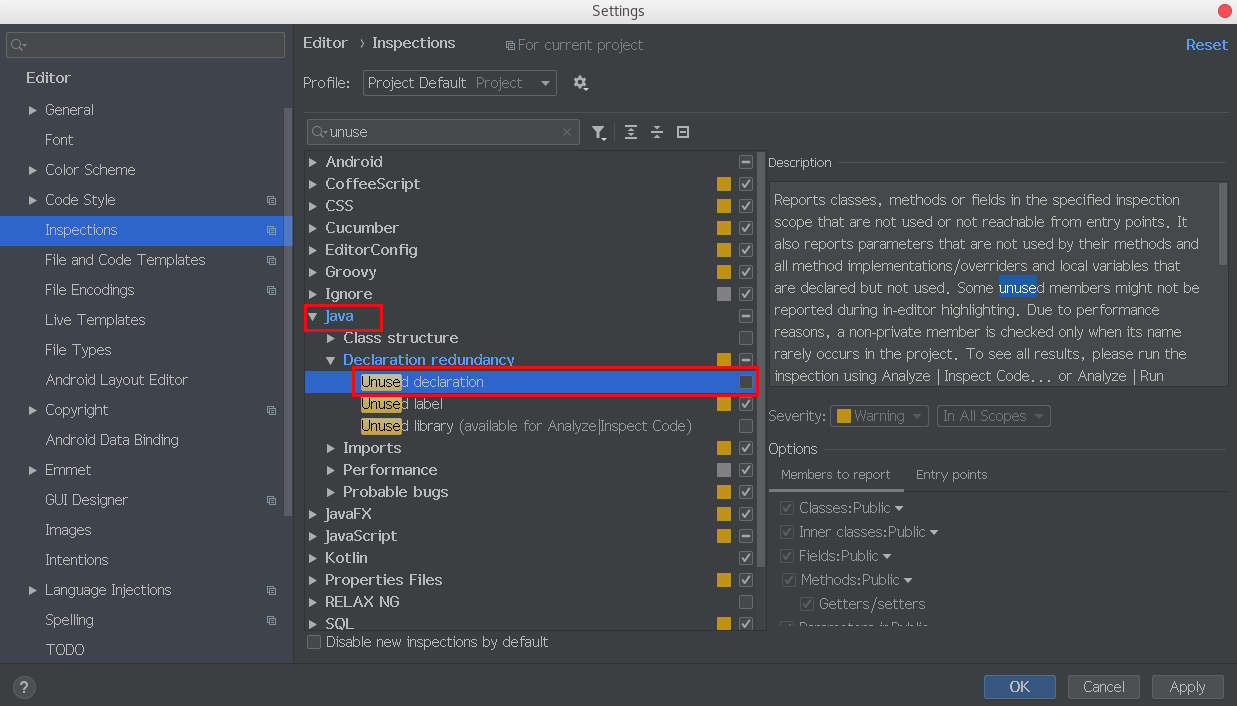 Settings
Editor
General
Font
Color Scheme
Code Style
Inspections
File and Code Templates
File Encodings
Live Templates
File Types
Android Layout Editor
Copyright
Android Data Binding
Emmet
GUI Designer
Images
Intentions
Language Injections
Spelling
TODO
?
Editor › Inspections For current project Reset
Profile: Project Default Project
unuse
Android
CoffeeScript
CSS
Cucumber
EditorConfig
Groovy
Ignore
Java
Class structure
Declaration redundancy
Unused declaration
Unused label
Unused library (available for Analyze|Inspect Code)
Imports
Performance
Probable bugs
JavaFX
JavaScript
Kotlin
Properties Files
RELAX NG
SQL
Disable new inspections by default
Description
Reports classes, methods or fields in the specified inspection
scope that are not used or not reachable from entry points. It
also reports parameters that are not used by their methods and
all method implementations/overriders and local variables that
are declared but not used. Some unused members might not be
reported during in-editor highlighting. Due to performance
reasons, a non-private member is checked only when its name
rarely occurs in the project. To see all results, please run the
inspection using Analyze | Inspect Code... or Analyze | Run
Severity: Warning In All Scopes
Options
Members to report Entry points
Classes:Public
Inner classes:Public
Fields:Public
Methods:Public
Getters/setters
OK Cancel Apply